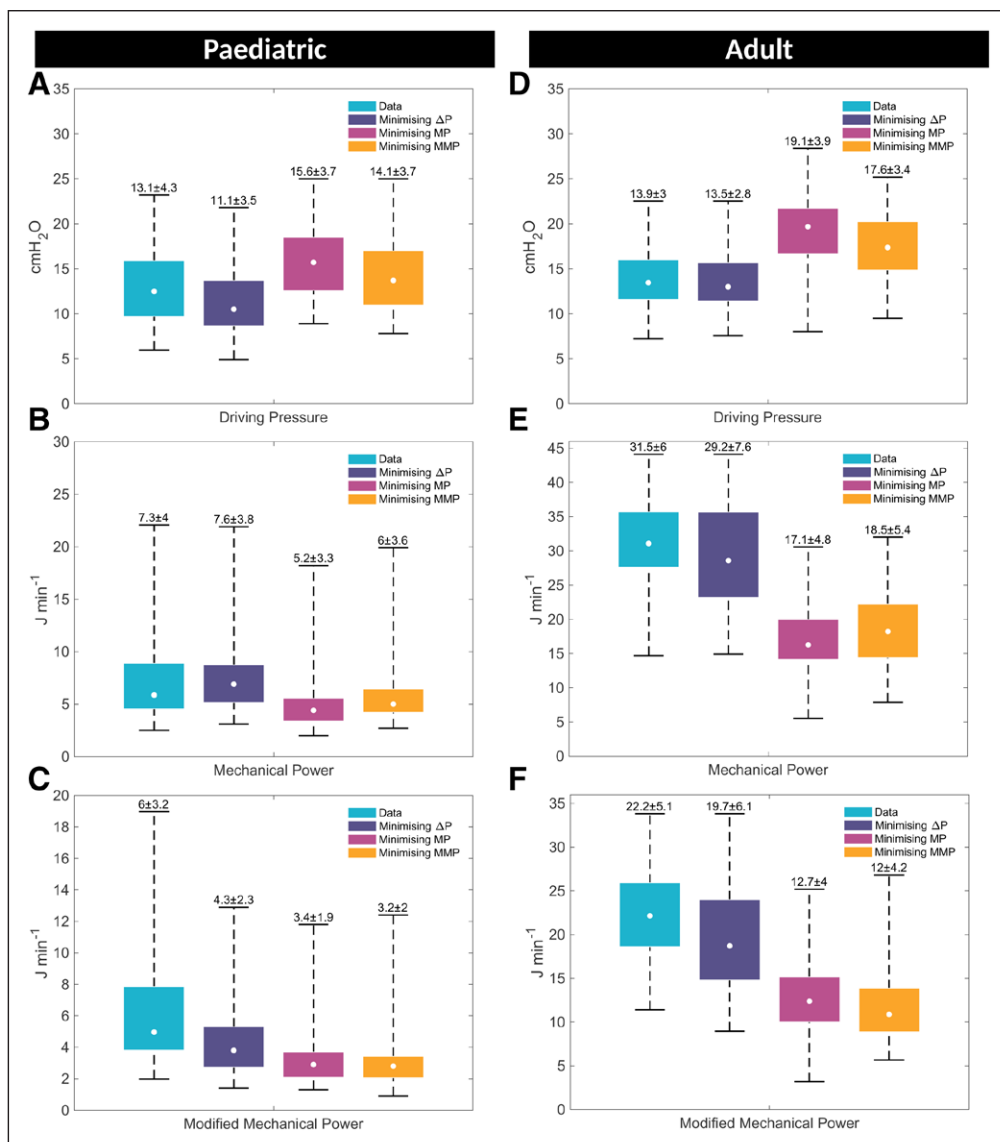 Paediatric
A
35
30
25
20
15
10
5
0
cmH2O
Data
Minimising ΔP
Minimising MP
Minimising MMP
13.1±4.3
11.1±3.5
15.6±3.7
14.1±3.7
Driving Pressure
B
30
25
20
15
10
5
0
J min-1
Data
Minimising ΔP
Minimising MP
Minimising MMP
7.3±4
7.6±3.8
5.2±3.3
6±3.6
Mechanical Power
C
20
18
16
14
12
10
8
6
4
2
0
J min-1
Data
Minimising ΔP
Minimising MP
Minimising MMP
6±3.2
4.3±2.3
3.4±1.9
3.2±2
Modified Mechanical Power
Adult
D
35
30
25
20
15
10
5
0
cmH2O
Data
Minimising ΔP
Minimising MP
Minimising MMP
13.9±3
13.5±2.8
19.1±3.9
17.6±3.4
Driving Pressure
E
45
40
35
30
25
20
15
10
5
0
J min-1
Data
Minimising ΔP
Minimising MP
Minimising MMP
31.5±6
29.2±7.6
17.1±4.8
18.5±5.4
Mechanical Power
F
35
30
25
20
15
10
5
0
J min-1
Data
Minimising ΔP
Minimising MP
Minimising MMP
22.2±5.1
19.7±6.1
12.7±4
12±4.2
Modified Mechanical Power